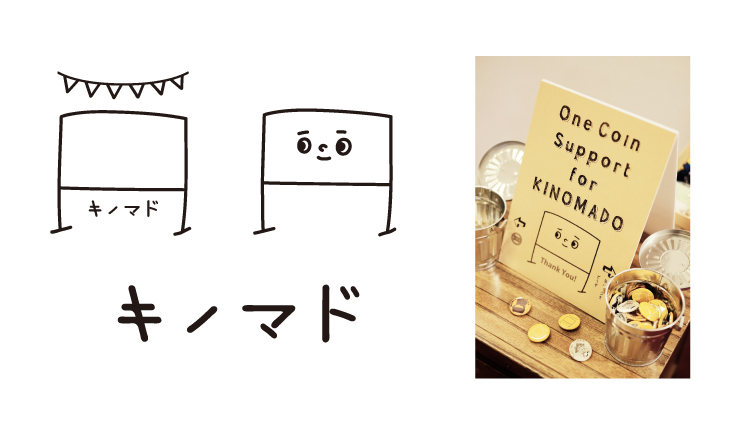 キノマド
キノマド
One Coin
Support
for
KINOMADO
Thank You!